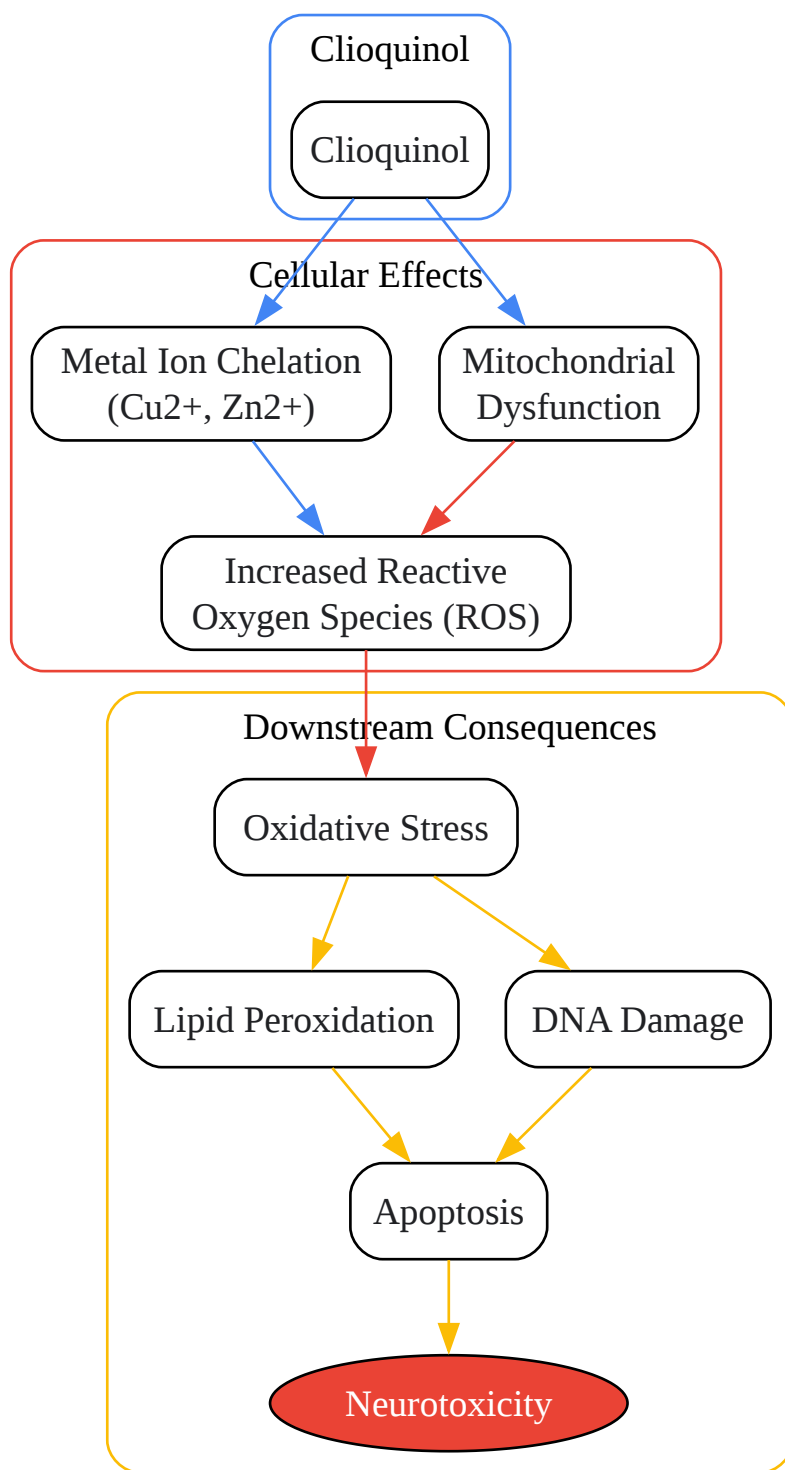 Clioquinol
Clioquinol
Cellular Effects
Metal Ion Chelation
(Cu2+, Zn2+)
Mitochondrial
Dysfunction
Increased Reactive
Oxygen Species (ROS)
Downstream Consequences
Oxidative Stress
Lipid Peroxidation
DNA Damage
Apoptosis
Neurotoxicity